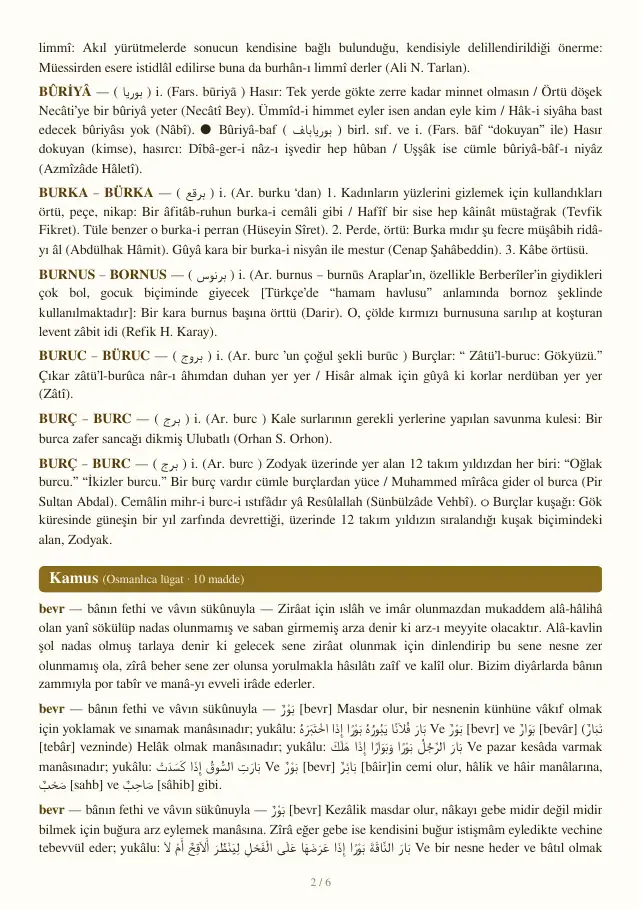 limmî: Akıl yürütmelerde sonucun kendisine bağlı bulunduğu, kendisiyle delillendirildiği önerme:
Müessirden esere istidlâl edilirse buna da burhân-ı limmî derler (Ali N. Tarlan).
BÛRİYÂ — ( بوريا ) i. (Fars. būriyā ) Hasır: Tek yerde gökte zerre kadar minnet olmasın / Örtü döşek
Necâti’ye bir bûriyâ yeter (Necâtî Bey). Ümmîd-i himmet eyler isen andan eyle kim / Hâk-i siyâha bast
edecek bûriyâsı yok (Nâbî). ● Bûriyâ-baf ( بورياباف ) birl. sıf. ve i. (Fars. bāf “dokuyan” ile) Hasır
dokuyan (kimse), hasırcı: Dîbâ-ger-i nâz-ı işvedir hep hûban / Uşşâk ise cümle bûriyâ-bâf-ı niyâz
(Azmîzâde Hâletî).
BURKA – BÜRKA — ( برقع ) i. (Ar. burku ‘dan) 1. Kadınların yüzlerini gizlemek için kullandıkları
örtü, peçe, nikap: Bir âfitâb-ruhun burka-i cemâli gibi / Hafîf bir sise hep kâinât müstağrak (Tevfik
Fikret). Tüle benzer o burka-i perran (Hüseyin Sîret). 2. Perde, örtü: Burka mıdır şu fecre müşâbih ridâ-
yı âl (Abdülhak Hâmit). Gûyâ kara bir burka-i nisyân ile mestur (Cenap Şahâbeddin). 3. Kâbe örtüsü.
BURNUS – BORNUS — ( برنوس ) i. (Ar. burnus – burnūs Araplar’ın, özellikle Berberîler’in giydikleri
çok bol, gocuk biçiminde giyecek [Türkçe’de “hamam havlusu” anlamında bornoz şeklinde
kullanılmaktadır]: Bir kara burnus başına örttü (Darir). O, çölde kırmızı burnusuna sarılıp at koşturan
levent zâbit idi (Refik H. Karay).
BURUC – BÜRUC — ( بروج ) i. (Ar. burc ’un çoğul şekli burūc ) Burçlar: “ Zâtü’l-buruc: Gökyüzü.”
Çıkar zâtü’l-burûca nâr-ı âhımdan duhan yer yer / Hisâr almak için gûyâ ki korlar nerdüban yer yer
(Zâtî).
BURÇ – BURC — ( برج ) i. (Ar. burc ) Kale surlarının gerekli yerlerine yapılan savunma kulesi: Bir
burca zafer sancağı dikmiş Ulubatlı (Orhan S. Orhon).
BURÇ – BURC — ( برج ) i. (Ar. burc ) Zodyak üzerinde yer alan 12 takım yıldızdan her biri: “Oğlak
burcu.” “İkizler burcu.” Bir burç vardır cümle burçlardan yüce / Muhammed mîrâca gider ol burca (Pir
Sultan Abdal). Cemâlin mihr-i burc-i ıstıfâdır yâ Resûlallah (Sünbülzâde Vehbî). ᴑ Burçlar kuşağı: Gök
küresinde güneşin bir yıl zarfında devrettiği, üzerinde 12 takım yıldızın sıralandığı kuşak biçimindeki
alan, Zodyak.
Kamus (Osmanlıca lügat · 10 madde)
bevr — bânın fethi ve vâvın sükûnuyla — Zirâat için ıslâh ve imâr olunmazdan mukaddem alâ-hâlihâ
olan yanî sökülüp nadas olunmamış ve saban girmemiş arza denir ki arz-ı meyyite olacaktır. Alâ-kavlin
şol nadas olmuş tarlaya denir ki gelecek sene zirâat olunmak için dinlendirip bu sene nesne zer
olunmamış ola, zîrâ beher sene zer olunsa yorulmakla hâsılâtı zaîf ve kalîl olur. Bizim diyârlarda bânın
zammıyla por tabîr ve manâ-yı evveli irâde ederler.
bevr — bânın fethi ve vâvın sükûnuyla — بَوْرٌ [bevr] Masdar olur, bir nesnenin künhüne vâkıf olmak
için yoklamak ve sınamak manâsınadır; yukâlu: بَارَ فُلَانًا يَبُورُهُ بَوْرًا إِذَا اخْتَبَرَهُ Ve بَوْرٌ [bevr] ve بَوَارٌ [bevâr] (تَبَارٌ
[tebâr] vezninde) Helâk olmak manâsınadır; yukâlu: بَارَ الرَّجُلُ بَوْرًا وَبَوَارًا إِذَا هَلَكَ Ve pazar kesâda varmak
manâsınadır; yukâlu: بَارَتِ السُّوقُ إِذَا كَسَدَتْ Ve بَوْرٌ [bevr] بَائِرٌ [bâir]in cemi olur, hâlik ve hâir manâlarına,
صَحْبٌ [sahb] ve صَاحِبٌ [sâhib] gibi.
bevr — bânın fethi ve vâvın sükûnuyla — بَوْرٌ [bevr] Kezâlik masdar olur, nâkayı gebe midir değil midir
bilmek için buğura arz eylemek manâsına. Zîrâ eğer gebe ise kendisini buğur istişmâm eyledikte vechine
tebevvül eder; yukâlu: بَارَ النَّاقَةَ بَوْرًا إِذَا عَرَضَهَا عَلَى الْفَحْلِ لِيَنْظُرَ أَلَاقِحٌ أَمْ لَا Ve bir nesne heder ve bâtıl olmak
2 / 6